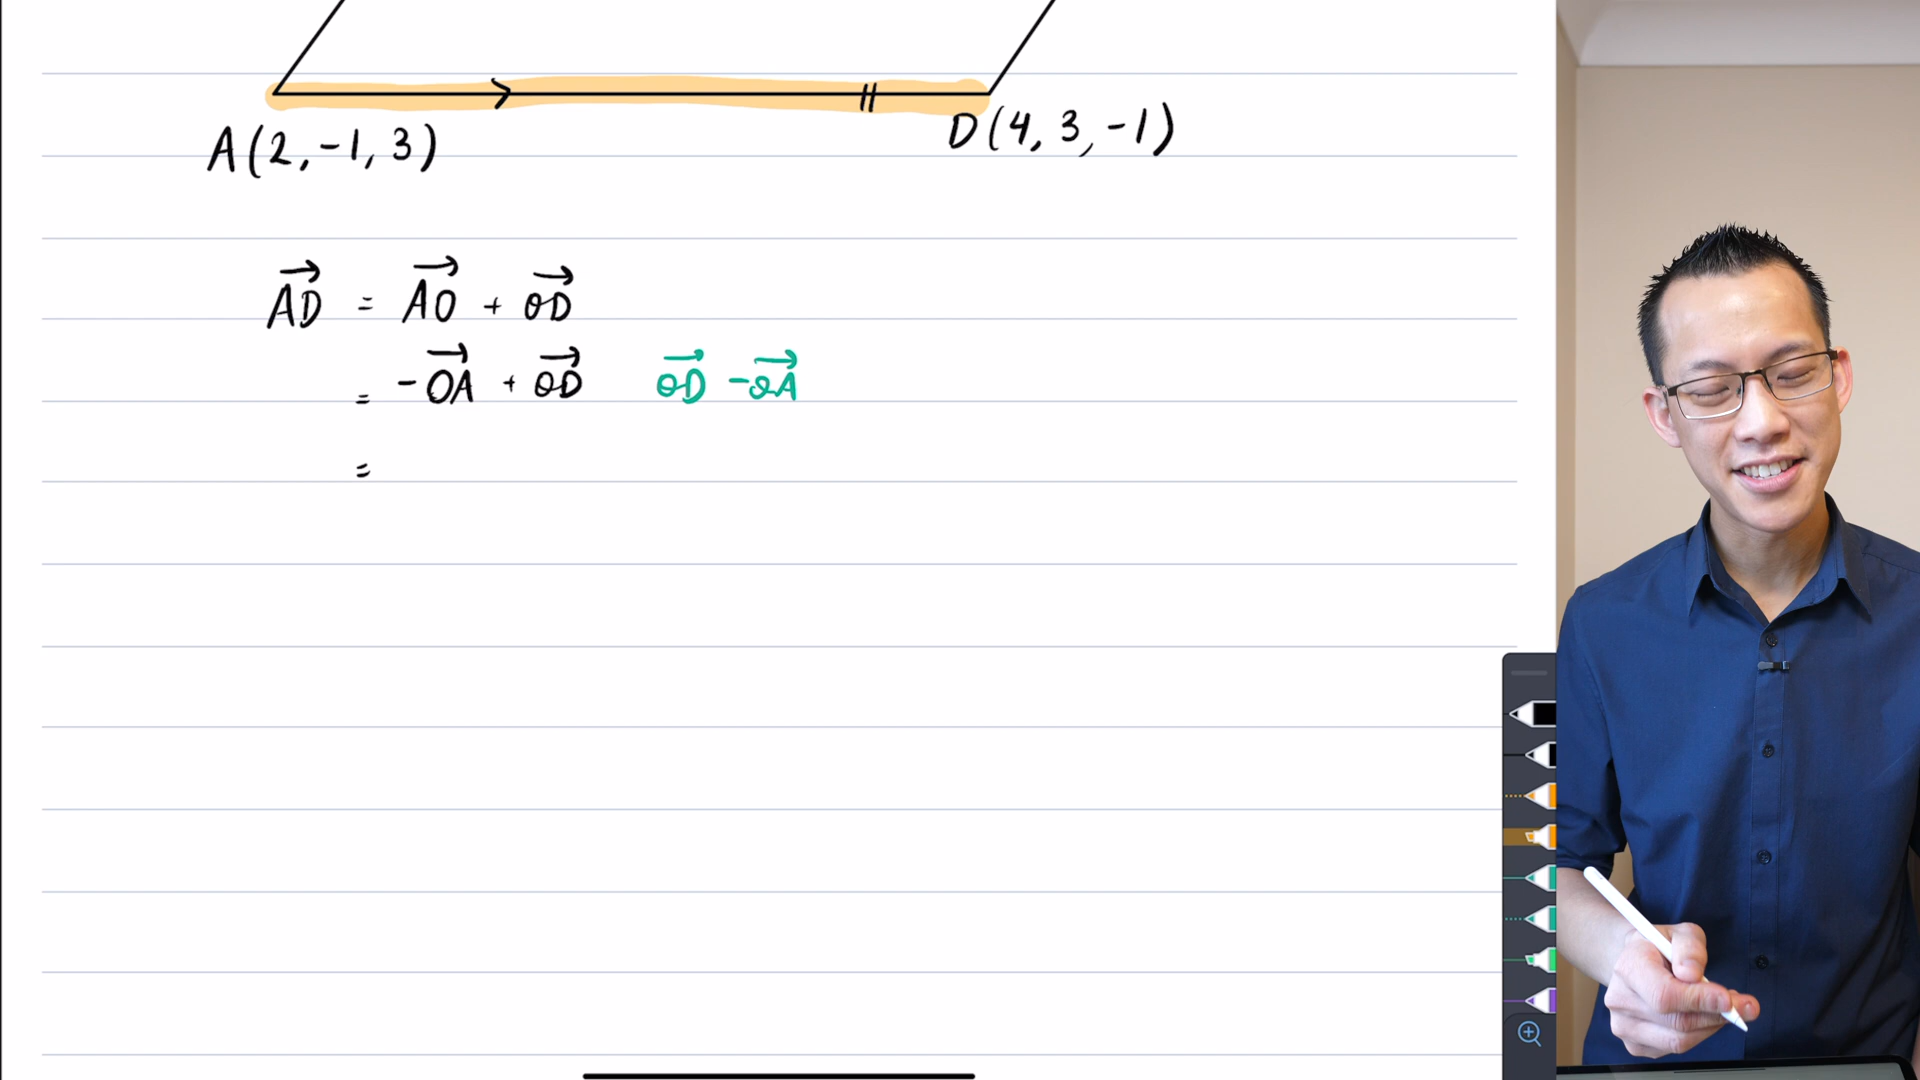 A(2, -1, 3)
D(4, 3, -1)
AD = AO + OD
= -OA + OD OD - OA
=